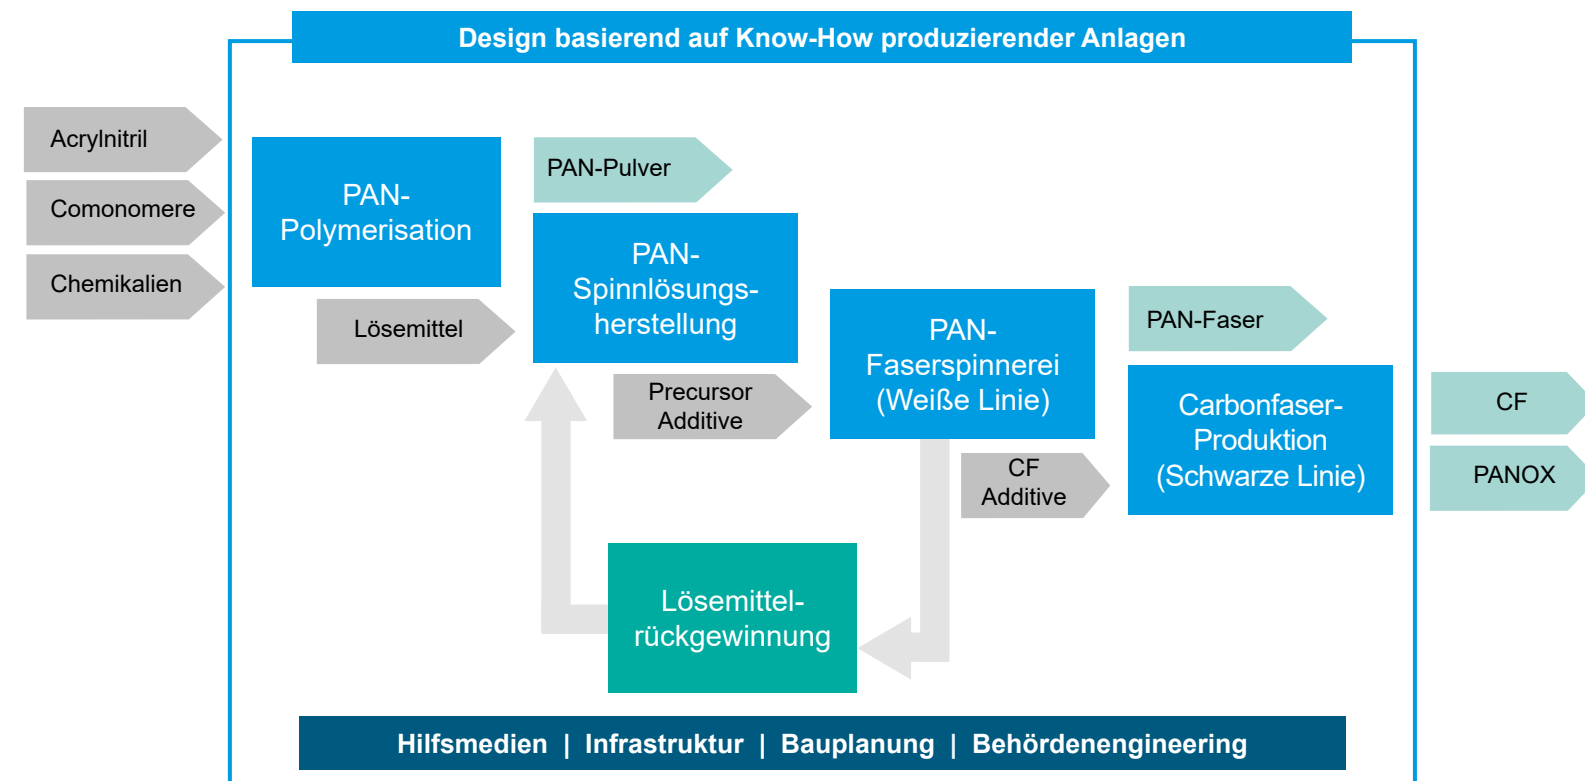 Design basierend auf Know-How produzierender Anlagen
Acrylnitril
Comonomere
Chemikalien
PAN-
Polymerisation
PAN-Pulver
Lösemittel
PAN-
Spinnlösungs-
herstellung
Precursor
Additive
PAN-
Faserspinnerei
(Weiße Linie)
PAN-Faser
CF
Additive
Carbonfaser-
Produktion
(Schwarze Linie)
CF
PANOX
Lösemittel-
rückgewinnung
Hilfsmedien | Infrastruktur | Bauplanung | Behördenengineering